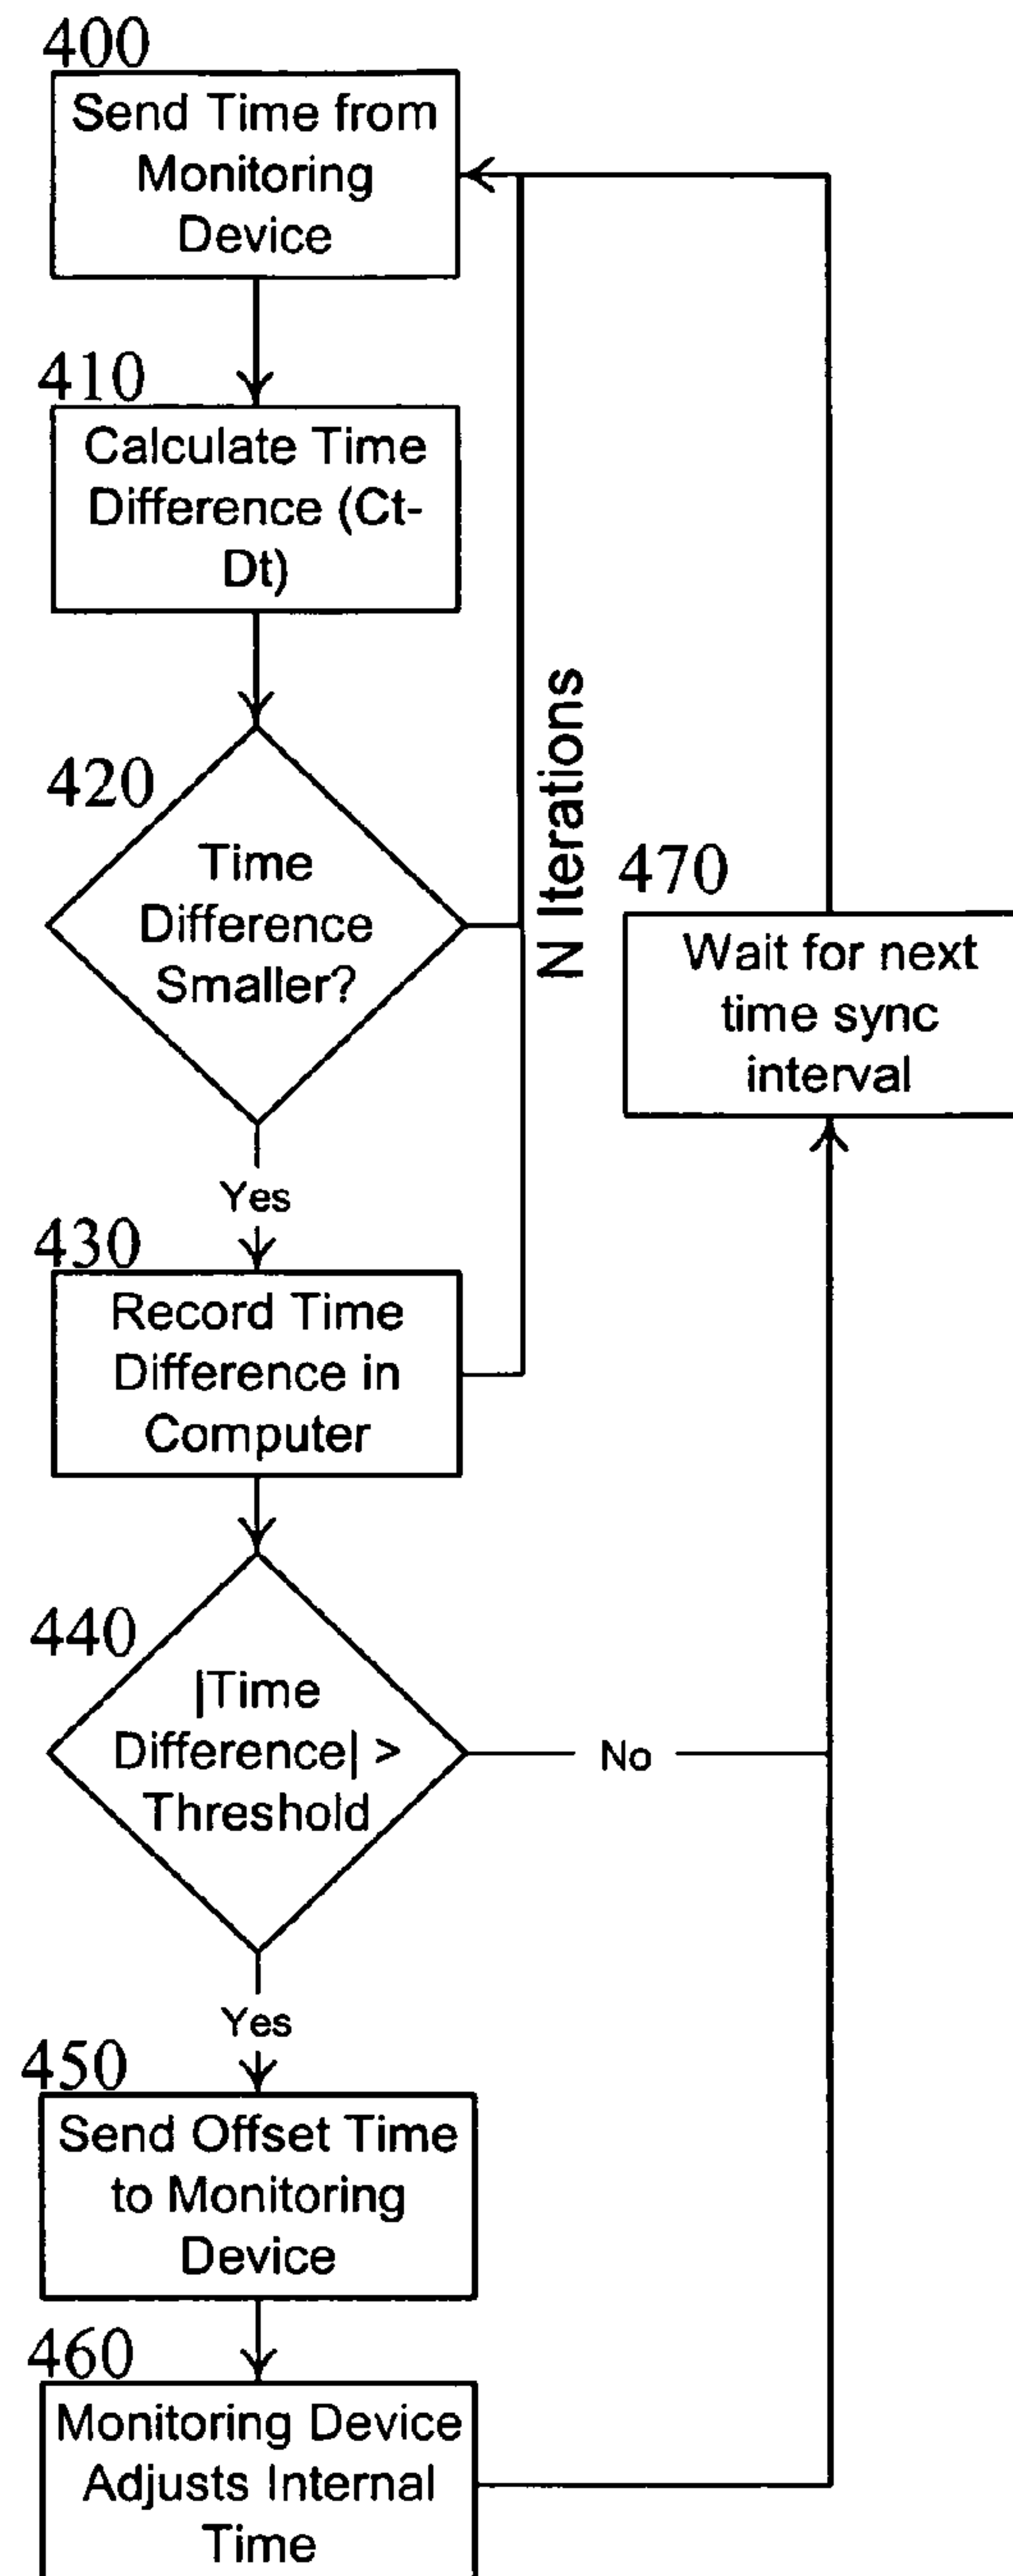 400
Send Time from
Monitoring
Device
410
Calculate Time
Difference (Ct-
Dt)
420
Time
Difference
Smaller?
N Iterations
470
Wait for next
time sync
interval
Yes
430
Record Time
Difference in
Computer
440
|Time
Difference| >
Threshold
No
Yes
450
Send Offset Time
to Monitoring
Device
460
Monitoring Device
Adjusts Internal
Time